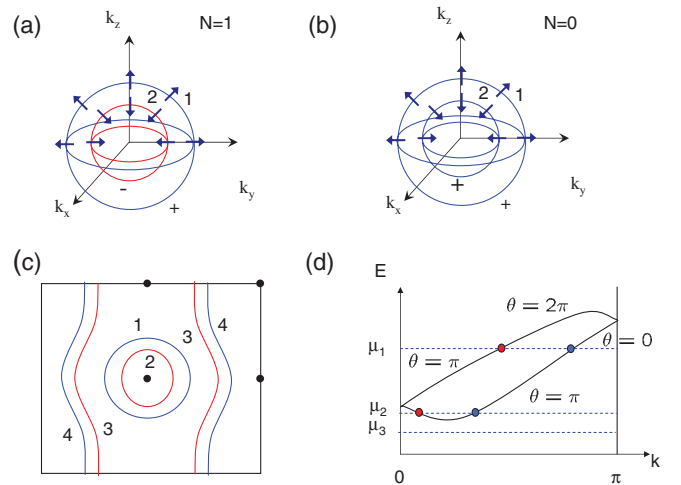 (a)
k_z
N=1
2
1
-
+
k_x
k_y
(b)
k_z
N=0
2
1
+
+
k_x
k_y
(c)
1
3
4
2
4
3
(d)
E
θ = 2π
μ_1
θ = π
θ = 0
θ = π
μ_2
μ_3
0
π
k